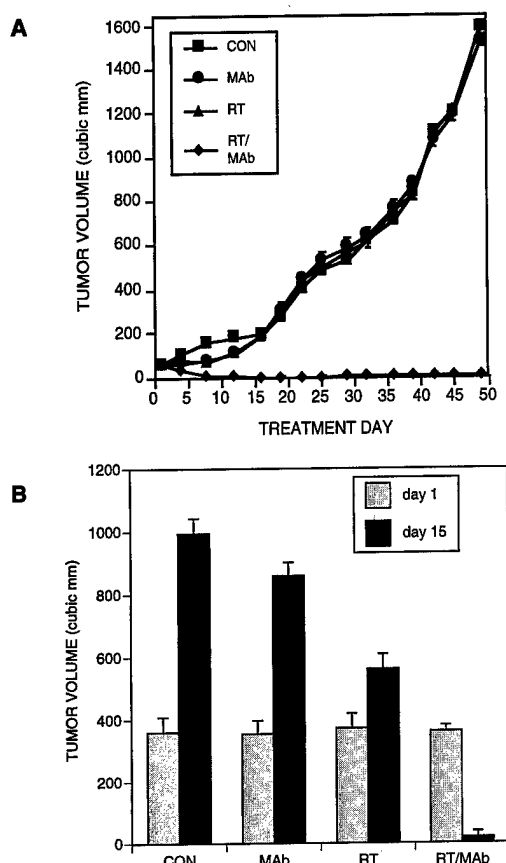 A
1600
1400
1200
1000
800
600
400
200
0
TUMOR VOLUME (cubic mm)
CON
MAb
RT
RT/
MAb
0 5 10 15 20 25 30 35 40 45 50
TREATMENT DAY
B
1200
1000
800
600
400
200
0
TUMOR VOLUME (cubic mm)
day 1
day 15
CON MAb RT RT/MAb